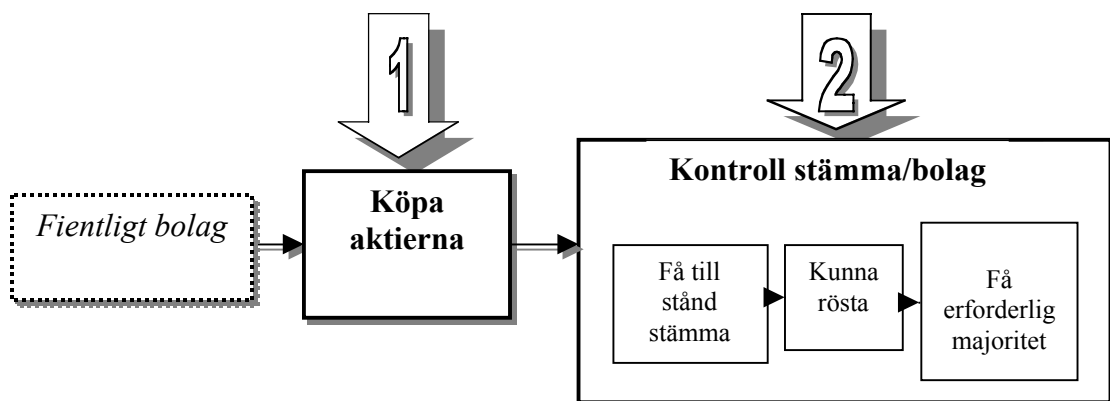 1
2
Fientligt bolag
Köpa
aktierna
Kontroll stämma/bolag
Få till
stånd
stämma
Kunna
rösta
Få
erforderlig
majoritet